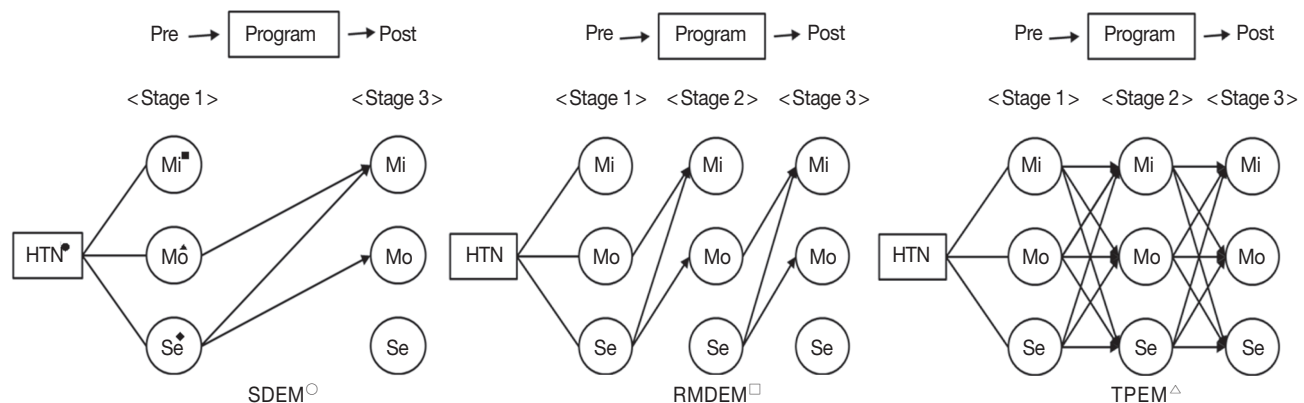 Pre Program Post Pre Program Post Pre Program Post
<Stage 1> <Stage 3> <Stage 1> <Stage 2> <Stage 3> <Stage 1> <Stage 2> <Stage 3>
Mi■ Mi Mi Mi Mi Mi Mi Mi
HTN● Mo▲ Mo HTN Mo Mo Mo HTN Mo Mo Mo
Se◆ Se Se Se Se Se Se Se
SDEM○ RMDEM□ TPEM△